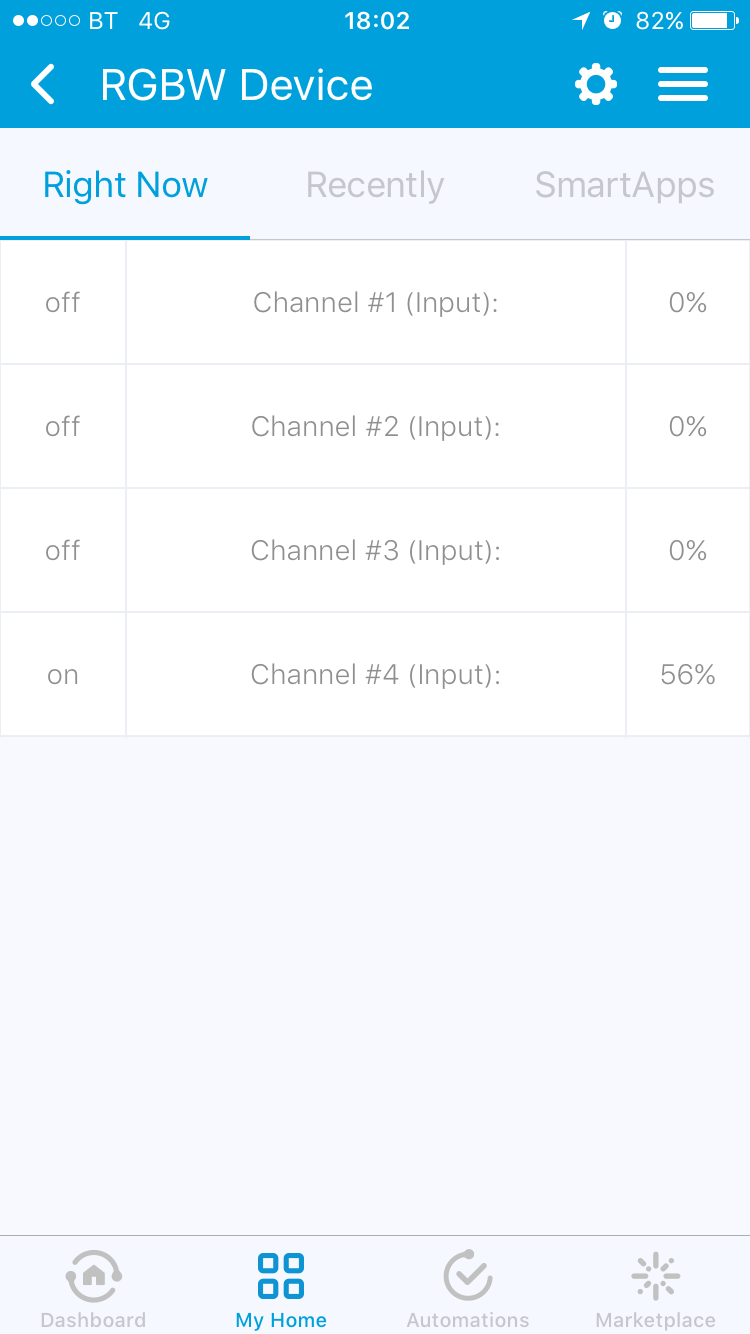 BT 4G 18:02 82%
RGBW Device
Right Now Recently SmartApps
off Channel #1 (Input): 0%
off Channel #2 (Input): 0%
off Channel #3 (Input): 0%
on Channel #4 (Input): 56%
Dashboard My Home Automations Marketplace